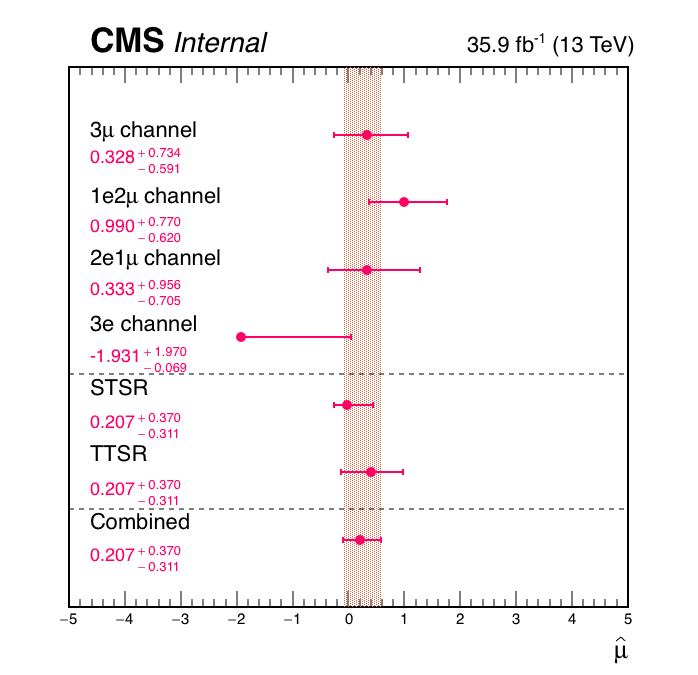 CMS Internal 35.9 fb⁻¹ (13 TeV)
3μ channel
0.328 + 0.734 − 0.591
1e2μ channel
0.990 + 0.770 − 0.620
2e1μ channel
0.333 + 0.956 − 0.705
3e channel
-1.931 + 1.970 − 0.069
STSR
0.207 + 0.370 − 0.311
TTSR
0.207 + 0.370 − 0.311
Combined
0.207 + 0.370 − 0.311
−5 −4 −3 −2 −1 0 1 2 3 4 5
μ̂